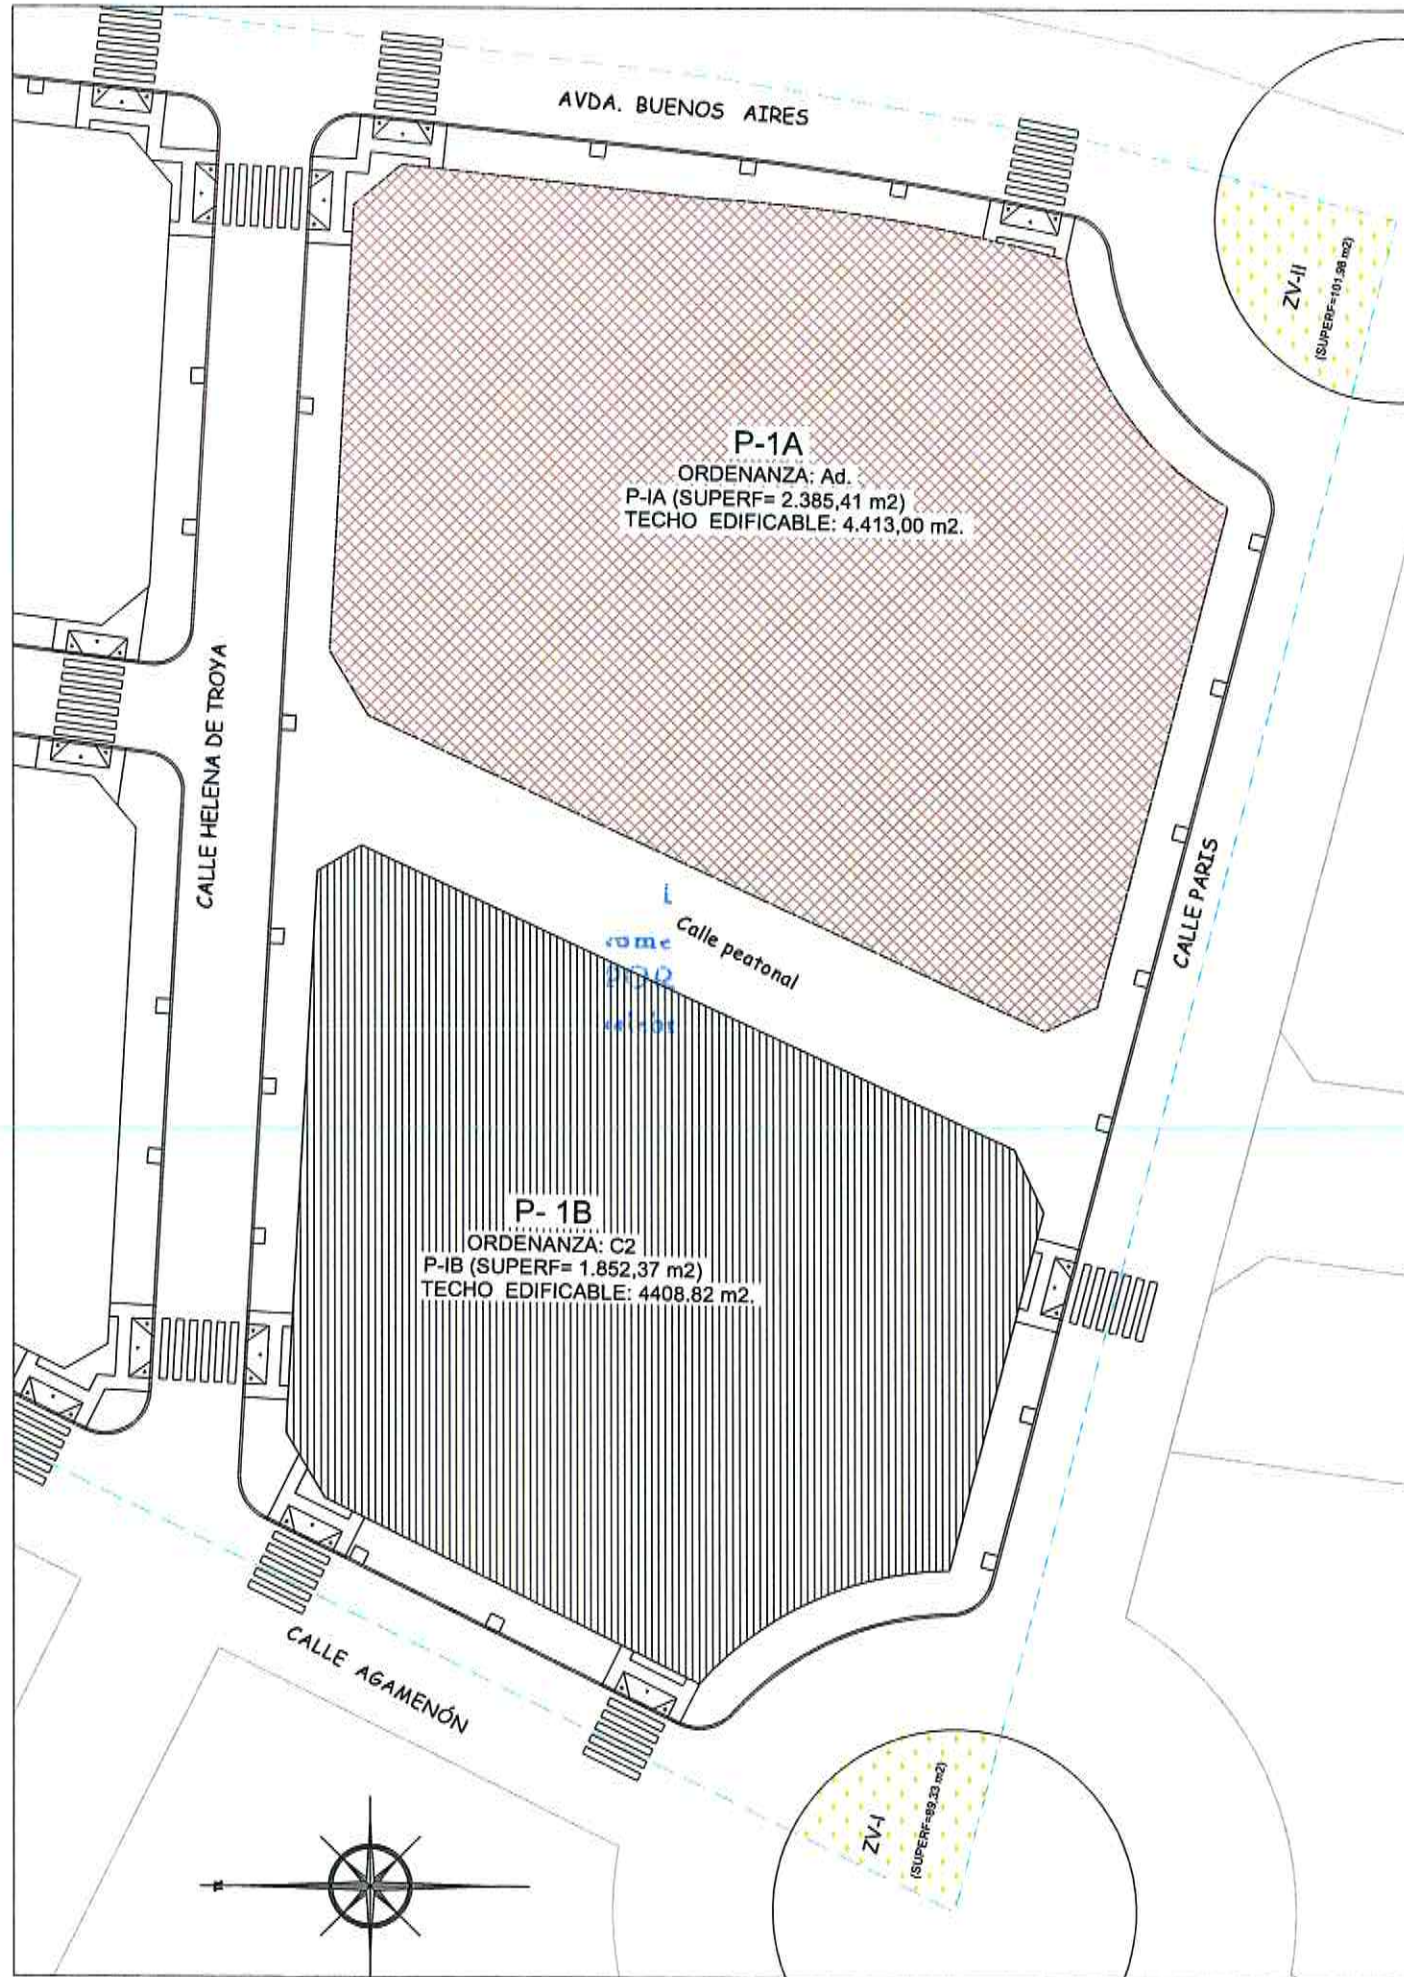 AVDA. BUENOS AIRES
ZV-II
(SUPERF=101,98 m2)
P-1A
ORDENANZA: Ad.
P-IA (SUPERF= 2.385,41 m2)
TECHO EDIFICABLE: 4.413,00 m2.
CALLE HELENA DE TROYA
CALLE PARIS
Calle peatonal
P- 1B
ORDENANZA: C2
P-IB (SUPERF= 1.852,37 m2)
TECHO EDIFICABLE: 4408,82 m2.
CALLE AGAMENÓN
ZV-I
(SUPERF=89,33 m2)